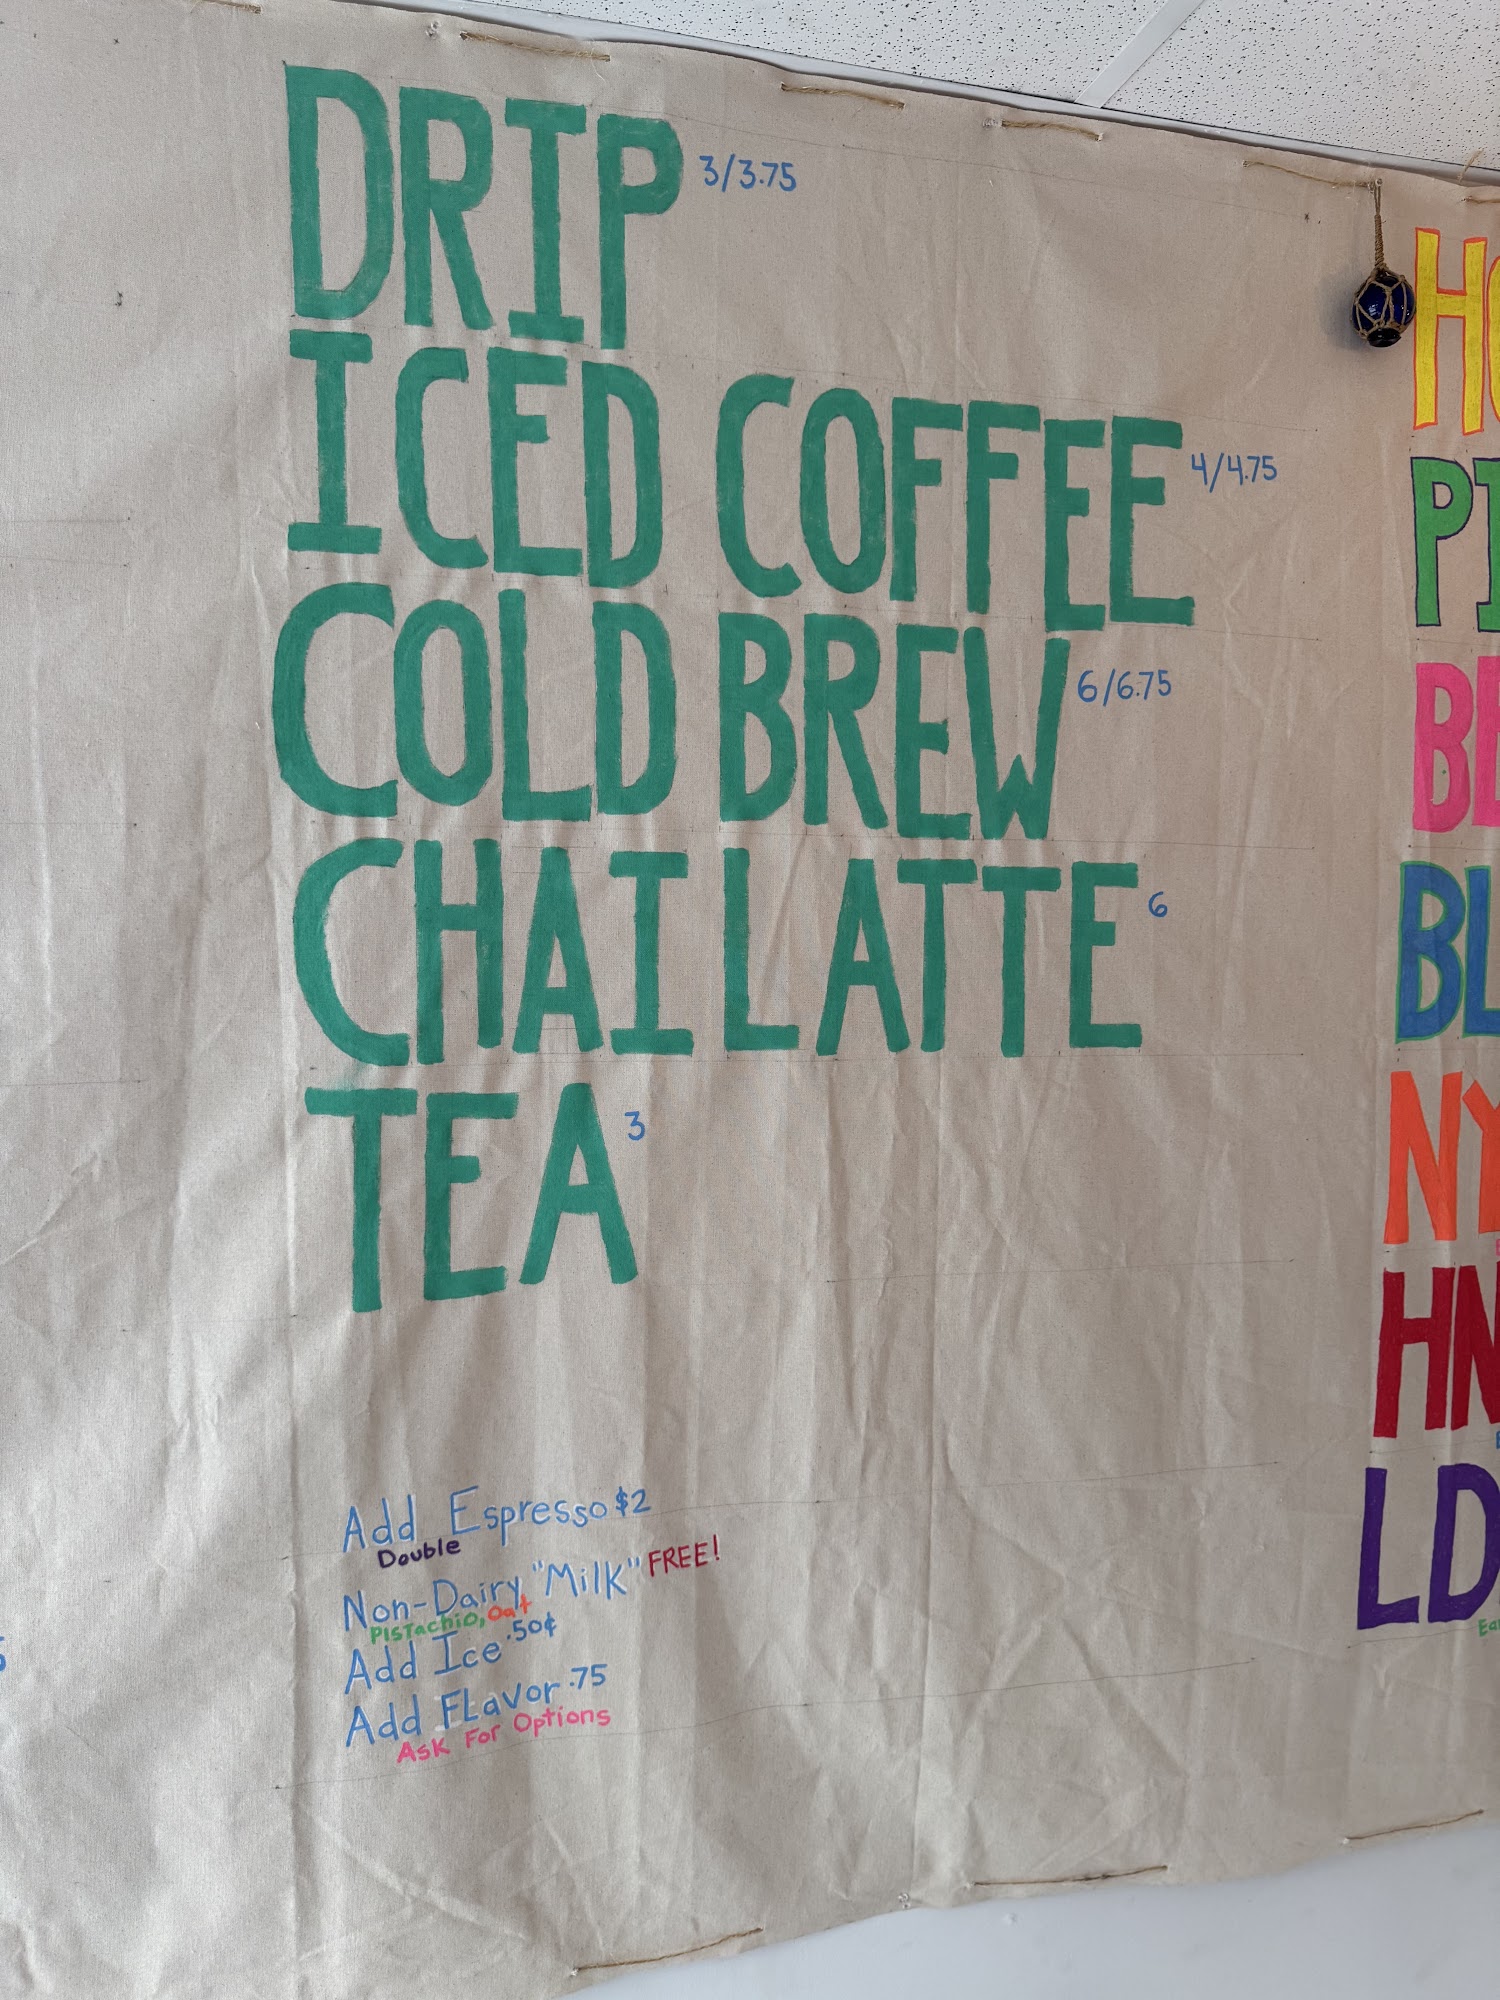 DRIP 3/3.75
ICED COFFEE 4/4.75
COLD BREW 6/6.75
CHAI LATTE 6
TEA 3
Add Espresso $2
Double
Non-Dairy "Milk" FREE!
Pistachio, Oat
Add Ice .50¢
Add Flavor .75
Ask For Options